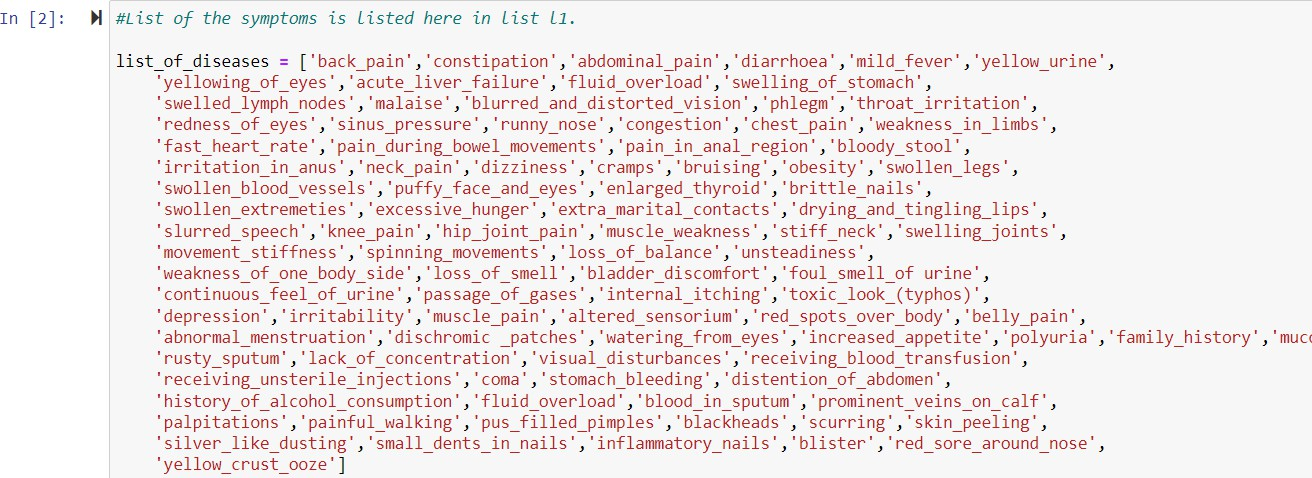 In [2]:
#List of the symptoms is listed here in list l1.
list_of_diseases = ['back_pain','constipation','abdominal_pain','diarrhoea','mild_fever','yellow_urine',
'yellowing_of_eyes','acute_liver_failure','fluid_overload','swelling_of_stomach',
'swelled_lymph_nodes','malaise','blurred_and_distorted_vision','phlegm','throat_irritation',
'redness_of_eyes','sinus_pressure','runny_nose','congestion','chest_pain','weakness_in_limbs',
'fast_heart_rate','pain_during_bowel_movements','pain_in_anal_region','bloody_stool',
'irritation_in_anus','neck_pain','dizziness','cramps','bruising','obesity','swollen_legs',
'swollen_blood_vessels','puffy_face_and_eyes','enlarged_thyroid','brittle_nails',
'swollen_extremeties','excessive_hunger','extra_marital_contacts','drying_and_tingling_lips',
'slurred_speech','knee_pain','hip_joint_pain','muscle_weakness','stiff_neck','swelling_joints',
'movement_stiffness','spinning_movements','loss_of_balance','unsteadiness',
'weakness_of_one_body_side','loss_of_smell','bladder_discomfort','foul_smell_of urine',
'continuous_feel_of_urine','passage_of_gases','internal_itching','toxic_look_(typhos)',
'depression','irritability','muscle_pain','altered_sensorium','red_spots_over_body','belly_pain',
'abnormal_menstruation','dischromic _patches','watering_from_eyes','increased_appetite','polyuria','family_history',
'rusty_sputum','lack_of_concentration','visual_disturbances','receiving_blood_transfusion',
'receiving_unsterile_injections','coma','stomach_bleeding','distention_of_abdomen',
'history_of_alcohol_consumption','fluid_overload','blood_in_sputum','prominent_veins_on_calf',
'palpitations','painful_walking','pus_filled_pimples','blackheads','scurring','skin_peeling',
'silver_like_dusting','small_dents_in_nails','inflammatory_nails','blister','red_sore_around_nose',
'yellow_crust_ooze']